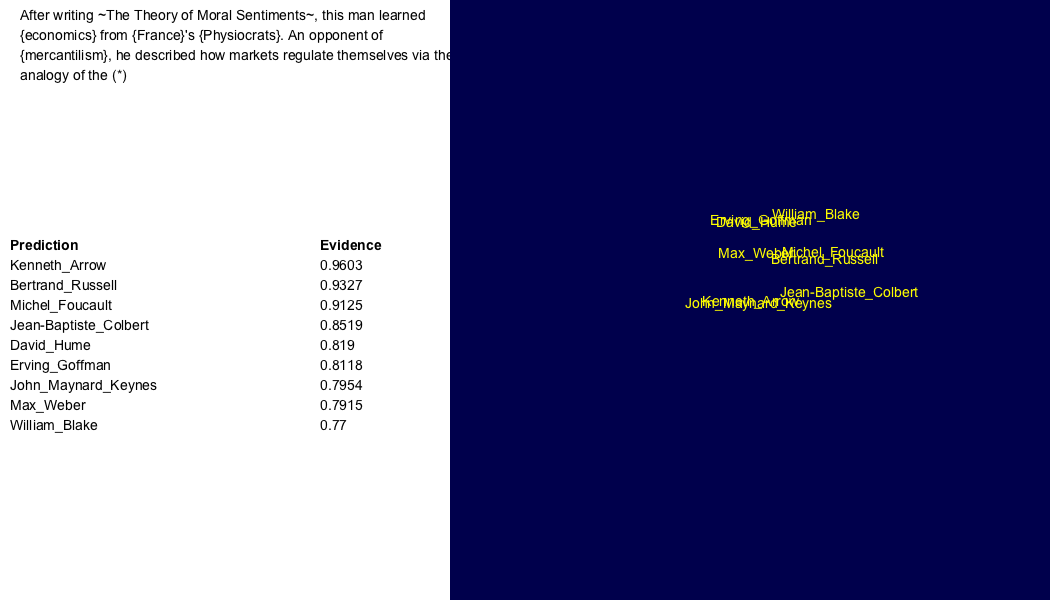 After writing ~The Theory of Moral Sentiments~, this man learned
{economics} from {France}'s {Physiocrats}. An opponent of
{mercantilism}, he described how markets regulate themselves via the
analogy of the (*)
Prediction Evidence
Kenneth_Arrow 0.9603
Bertrand_Russell 0.9327
Michel_Foucault 0.9125
Jean-Baptiste_Colbert 0.8519
David_Hume 0.819
Erving_Goffman 0.8118
John_Maynard_Keynes 0.7954
Max_Weber 0.7915
William_Blake 0.77
William_Blake
Erving_Goffman
David_Hume
Michel_Foucault
Max_Weber
Bertrand_Russell
Jean-Baptiste_Colbert
Kenneth_Arrow
John_Maynard_Keynes